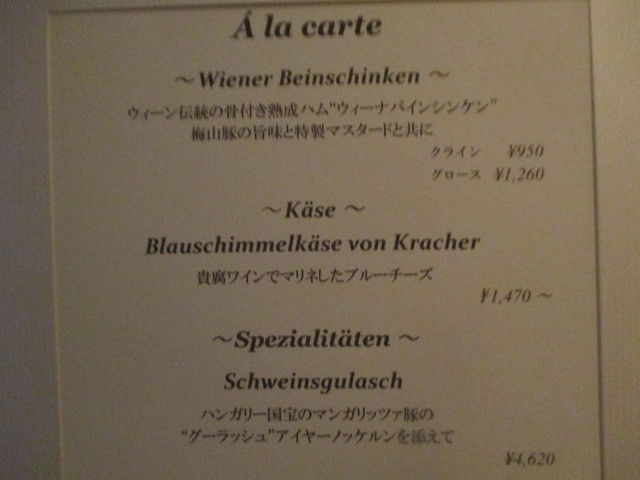 Á la carte
～Wiener Beinschinken～
ウィーン伝統の骨付き熟成ハム"ウィーナバインシンケン"
梅山豚の旨味と特製マスタードと共に
クライン ¥950
グロース ¥1,260
～Käse～
Blauschimmelkäse von Kracher
貴腐ワインでマリネしたブルーチーズ
¥1,470～
～Spezialitäten～
Schweinsgulasch
ハンガリー国宝のマンガリッツァ豚の
"グーラッシュ"アイヤーノッケルンを添えて
¥4,620